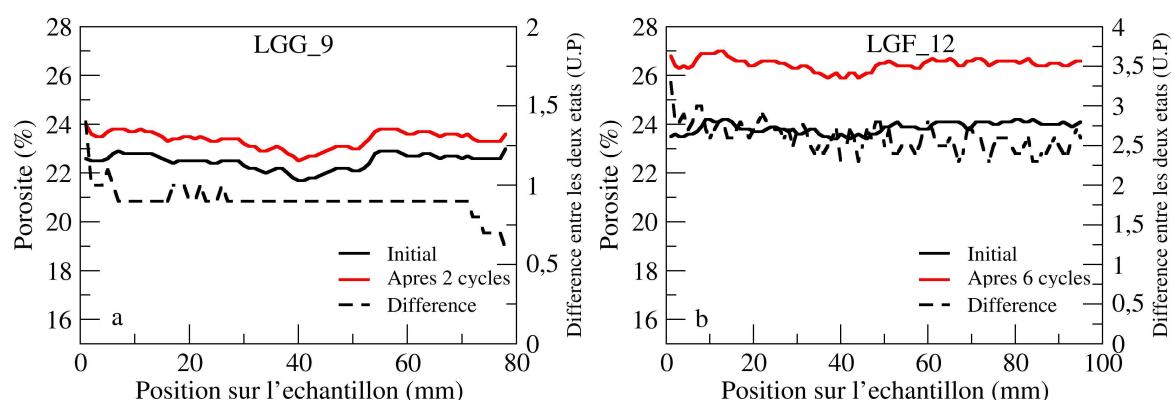 LGG_9
28
26
24
22
20
18
16
Porosite (%)
2
1,5
1
0,5
0
Difference entre les deux etats (U.P)
Initial
Apres 2 cycles
Difference
a
0 20 40 60 80
Position sur l'echantillon (mm)
LGF_12
28
26
24
22
20
18
16
Porosite (%)
4
3,5
3
2,5
2
1,5
1
0,5
0
Difference entre les deux etats (U.P)
Initial
Apres 6 cycles
Difference
b
0 20 40 60 80 100
Position sur l'echantillon (mm)